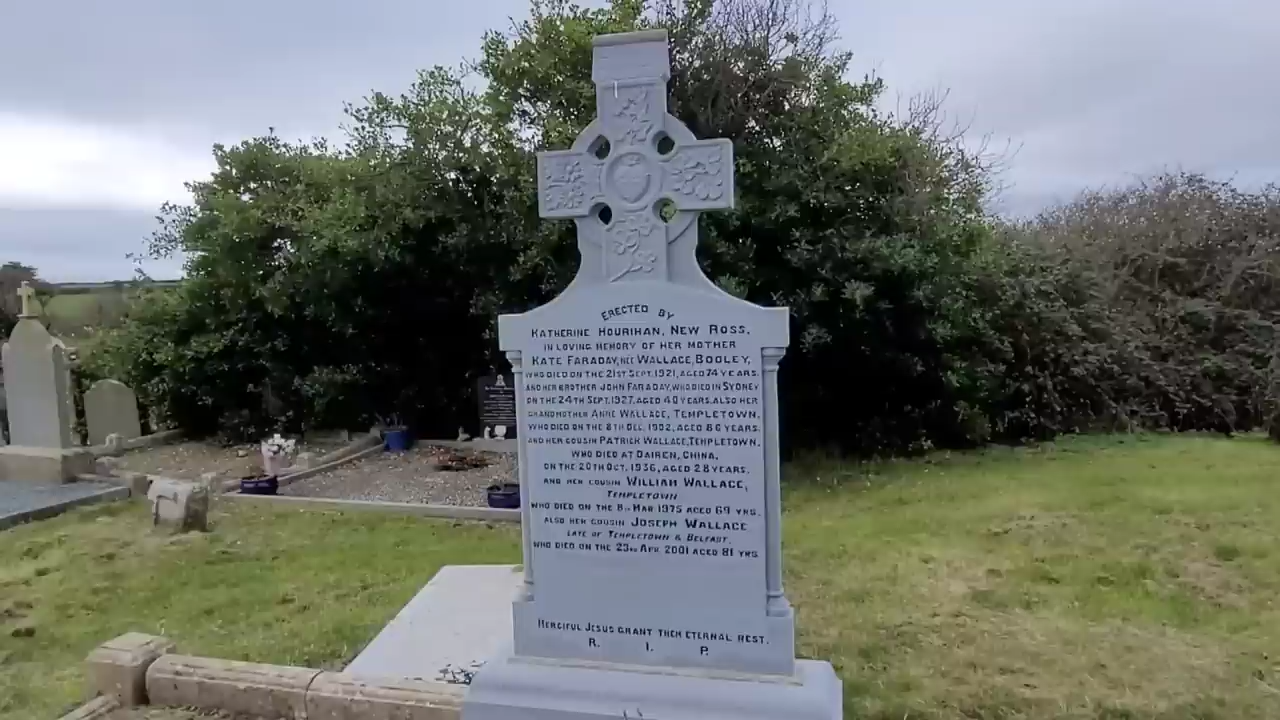 ERECTED BY
KATHERINE HOURIHAN, NEW ROSS,
IN LOVING MEMORY OF HER MOTHER
KATE FARADAY, NÉE WALLACE, BOOLEY,
WHO DIED ON THE 21ST SEPT. 1921, AGED 74 YEARS.
AND HER BROTHER JOHN FARADAY, WHO DIED IN SYDNEY
ON THE 24TH SEPT. 1927, AGED 40 YEARS. ALSO HER
GRANDMOTHER ANNE WALLACE, TEMPLETOWN,
WHO DIED ON THE 8TH DEC. 1902, AGED 86 YEARS.
AND HER COUSIN PATRICK WALLACE, TEMPLETOWN,
WHO DIED AT DAIREN, CHINA,
ON THE 20TH OCT. 1936, AGED 28 YEARS.
AND HER COUSIN WILLIAM WALLACE,
TEMPLETOWN
WHO DIED ON THE 8TH MAR 1975 AGED 69 YRS.
ALSO HER COUSIN JOSEPH WALLACE
LATE OF TEMPLETOWN & BELFAST.
WHO DIED ON THE 23RD APR. 2001 AGED 81 YRS.
MERCIFUL JESUS GRANT THEM ETERNAL REST.
R. I. P.